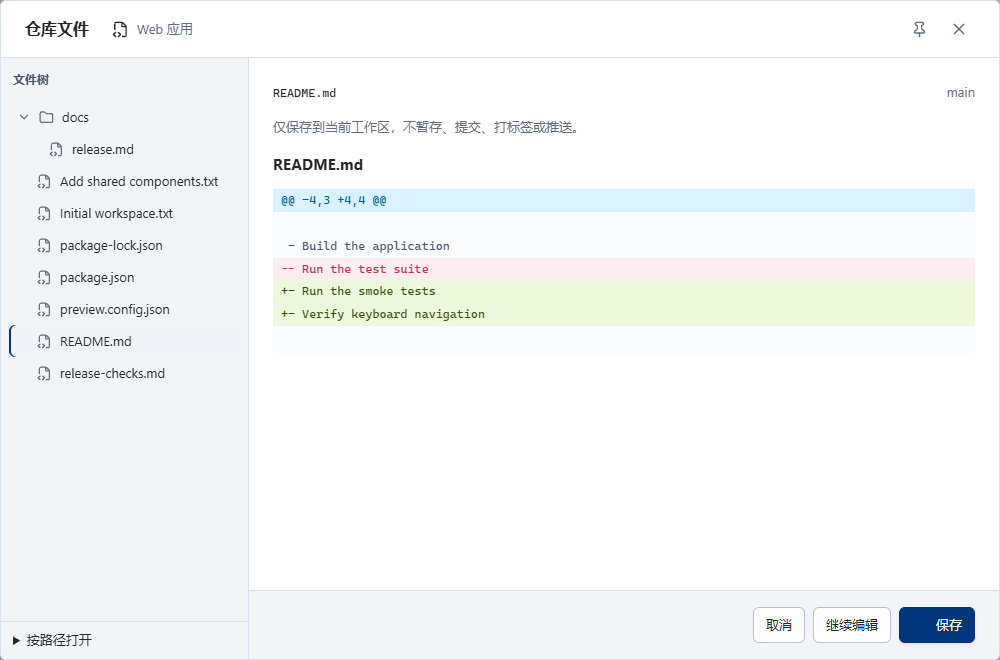 仓库文件 Web 应用
文件树
docs
release.md
Add shared components.txt
Initial workspace.txt
package-lock.json
package.json
preview.config.json
README.md
release-checks.md
按路径打开
README.md main
仅保存到当前工作区，不暂存、提交、打标签或推送。
README.md
@@ -4,3 +4,4 @@
 - Build the application
-- Run the test suite
+- Run the smoke tests
+- Verify keyboard navigation
取消 继续编辑 保存